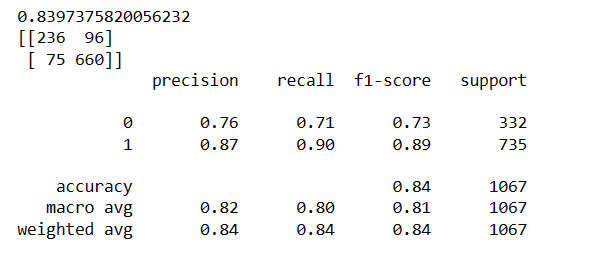 0.8397375820056232
[[236  96]
 [ 75 660]]
              precision    recall  f1-score   support

           0       0.76      0.71      0.73       332
           1       0.87      0.90      0.89       735

    accuracy                           0.84      1067
   macro avg       0.82      0.80      0.81      1067
weighted avg       0.84      0.84      0.84      1067